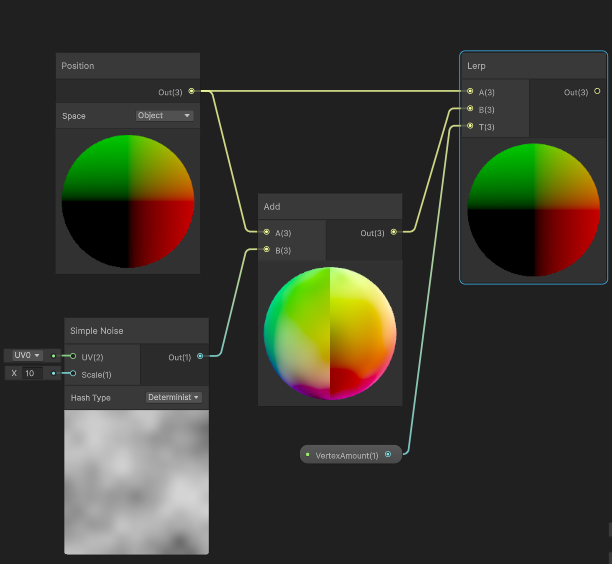 Position
Out(3)
Space
Object
Simple Noise
UV0
UV(2)
Out(1)
X 10
Scale(1)
Hash Type
Determinist
Add
A(3)
Out(3)
B(3)
VertexAmount(1)
Lerp
A(3)
Out(3)
B(3)
T(3)